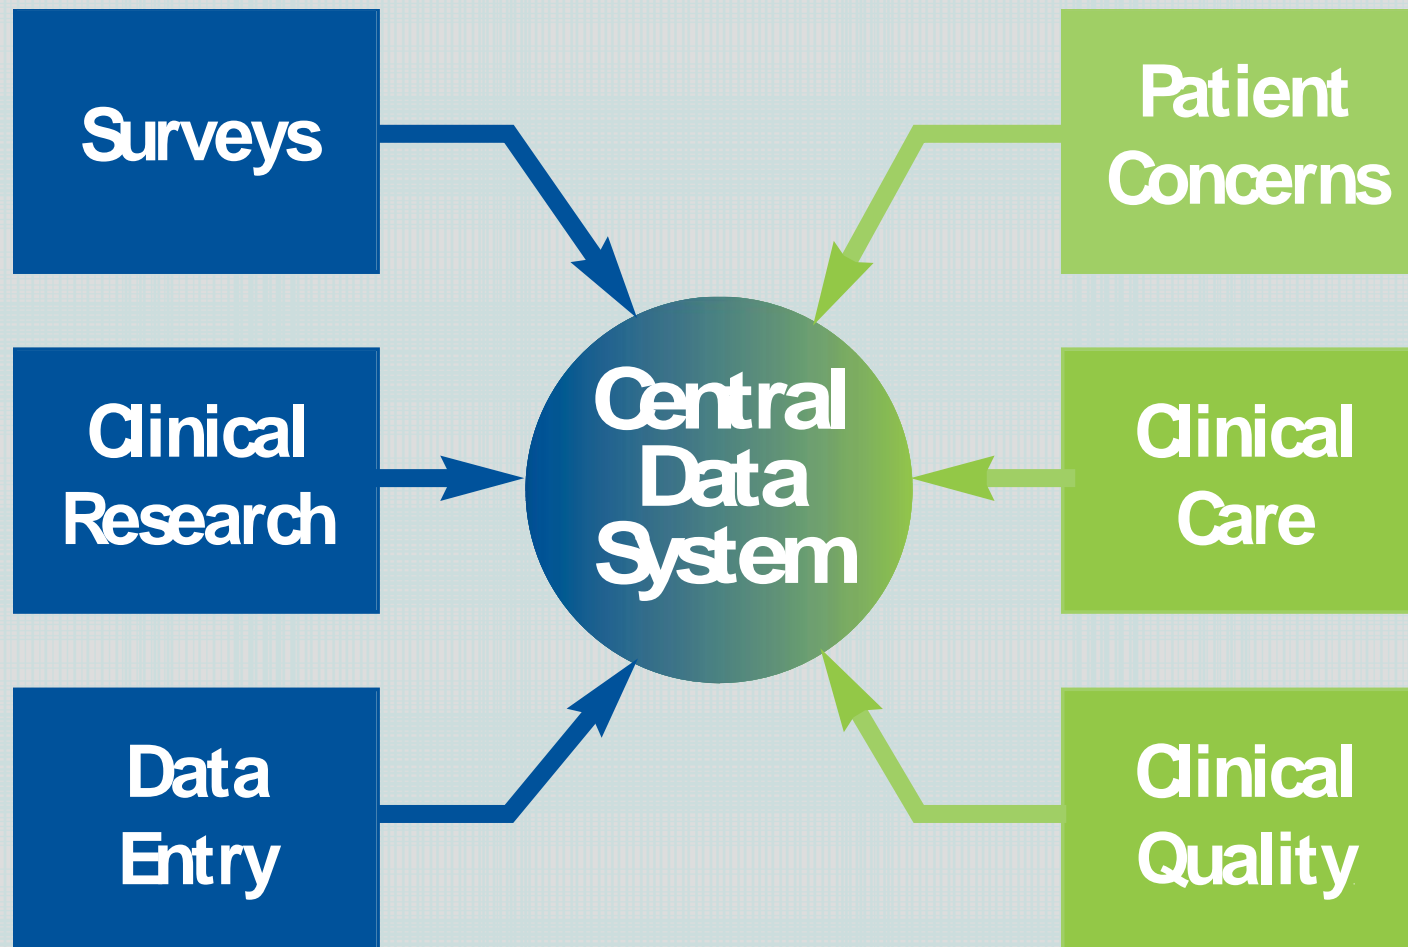 Surveys
Clinical
Research
Data
Entry
Central
Data
System
Patient
Concerns
Clinical
Care
Clinical
Quality